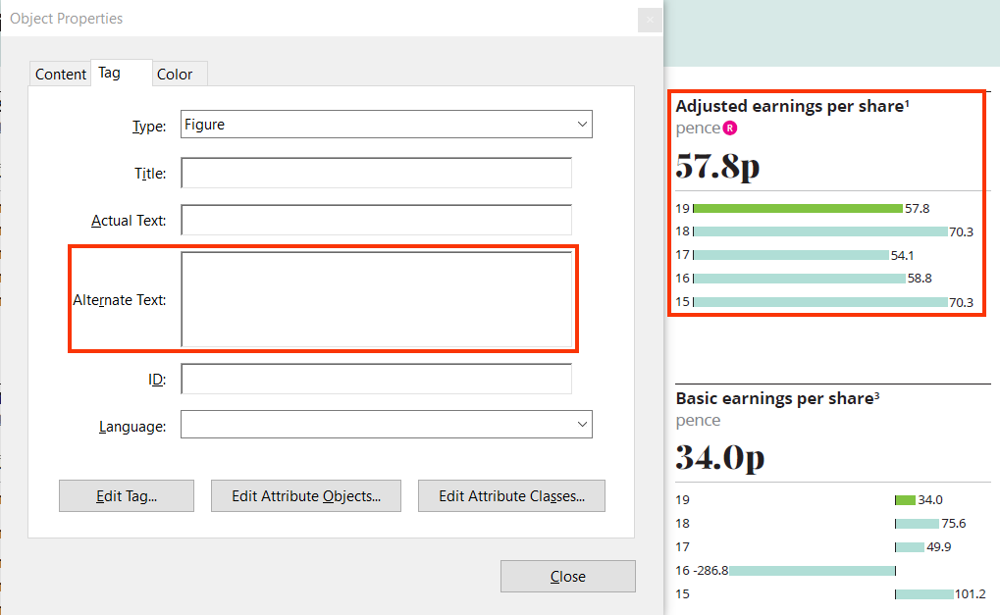 Object Properties
Content Tag Color
Type: Figure
Title:
Actual Text:
Alternate Text:
ID:
Language:
Edit Tag... Edit Attribute Objects... Edit Attribute Classes...
Close
Adjusted earnings per share¹
pence R
57.8p
19 57.8
18 70.3
17 54.1
16 58.8
15 70.3
Basic earnings per share³
pence
34.0p
19 34.0
18 75.6
17 49.9
16 -286.8
15 101.2